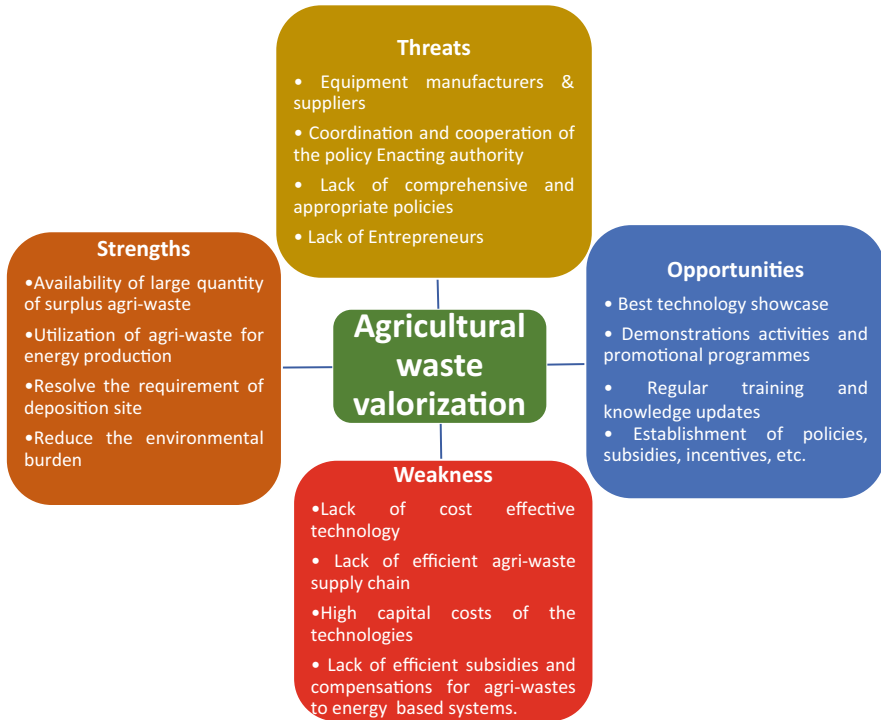 Threats
• Equipment manufacturers &
suppliers
• Coordination and cooperation of
the policy Enacting authority
• Lack of comprehensive and
appropriate policies
• Lack of Entrepreneurs
Strengths
•Availability of large quantity
of surplus agri-waste
•Utilization of agri-waste for
energy production
•Resolve the requirement of
deposition site
•Reduce the environmental
burden
Agricultural
waste
valorization
Opportunities
• Best technology showcase
• Demonstrations activities and
promotional programmes
• Regular training and
knowledge updates
• Establishment of policies,
subsidies, incentives, etc.
Weakness
•Lack of cost effective
technology
• Lack of efficient agri-waste
supply chain
•High capital costs of the
technologies
• Lack of efficient subsidies and
compensations for agri-wastes
to energy based systems.